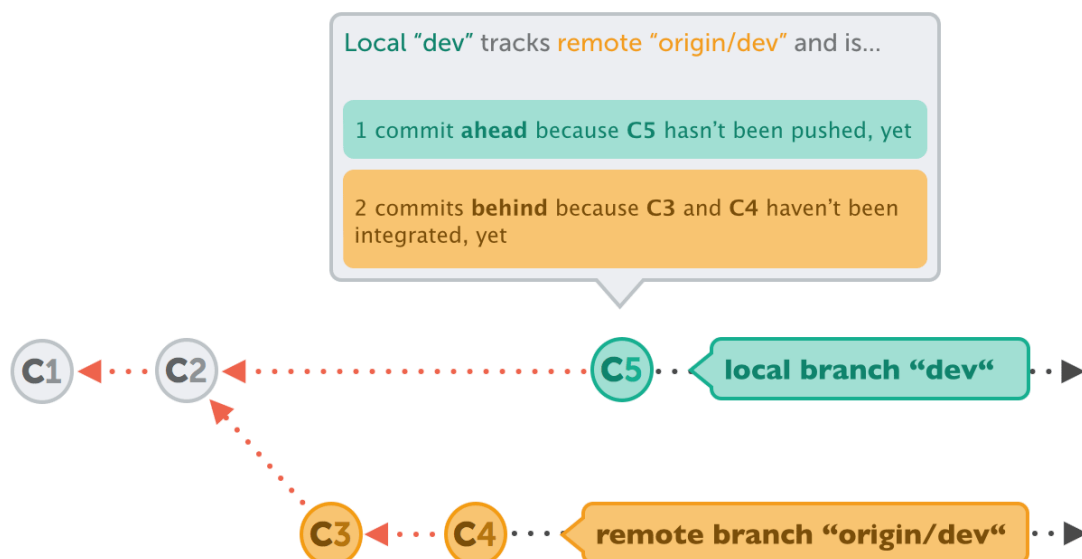 Local “dev” tracks remote “origin/dev” and is...
1 commit ahead because C5 hasn’t been pushed, yet
2 commits behind because C3 and C4 haven’t been
integrated, yet
C1
C2
C5
local branch “dev“
C3
C4
remote branch “origin/dev“